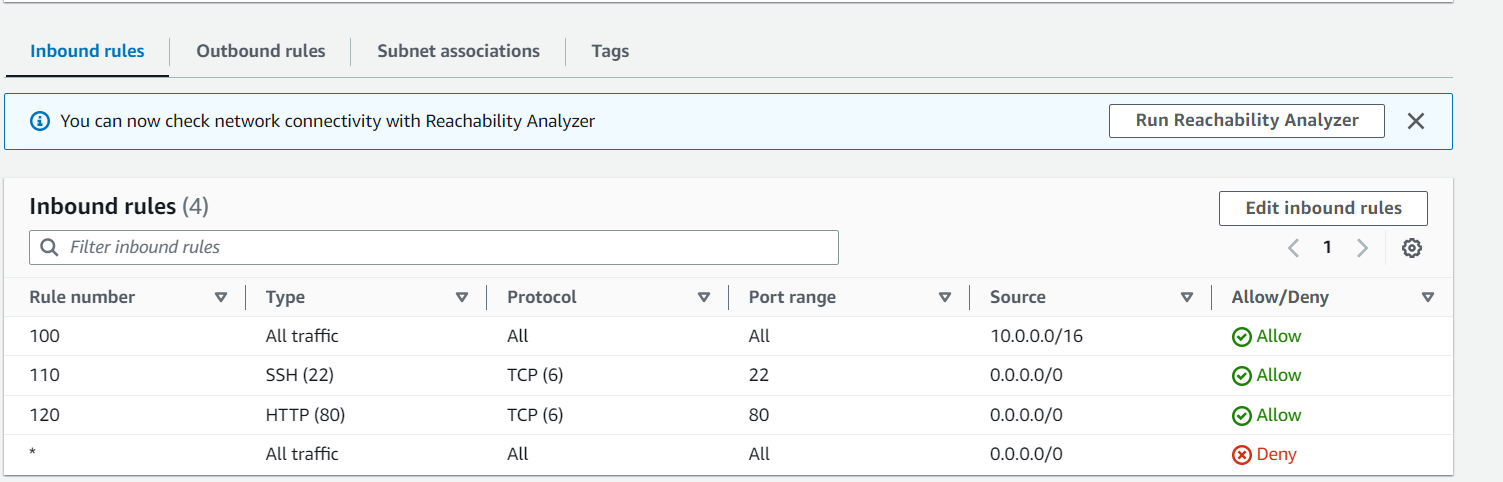 Inbound rules Outbound rules Subnet associations Tags
You can now check network connectivity with Reachability Analyzer Run Reachability Analyzer
Inbound rules (4) Edit inbound rules
Filter inbound rules 1
Rule number Type Protocol Port range Source Allow/Deny
100 All traffic All All 10.0.0.0/16 Allow
110 SSH (22) TCP (6) 22 0.0.0.0/0 Allow
120 HTTP (80) TCP (6) 80 0.0.0.0/0 Allow
* All traffic All All 0.0.0.0/0 Deny